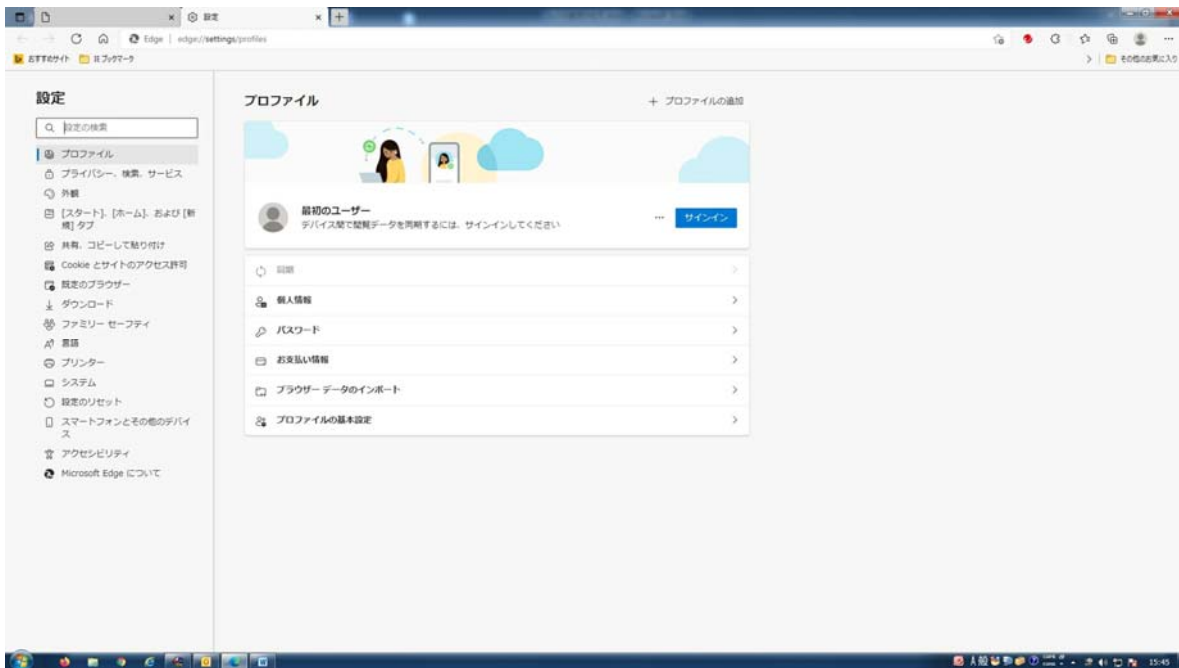 設定
Edge | edge://settings/profiles
おすすめサイト
その他のお気に入り
設定
設定の検索
プロファイル
プライバシー、検索、サービス
外観
[スタート]、[ホーム]、および [新
規] タブ
共有、コピーして貼り付け
Cookie とサイトのアクセス許可
既定のブラウザー
ダウンロード
ファミリー セーフティ
言語
プリンター
システム
設定のリセット
スマートフォンとその他のデバイ
ス
アクセシビリティ
Microsoft Edge について
プロファイル
+ プロファイルの追加
最初のユーザー
デバイス間で閲覧データを同期するには、サインインしてください
サインイン
同期
個人情報
パスワード
お支払い情報
ブラウザー データのインポート
プロファイルの基本設定
15:45